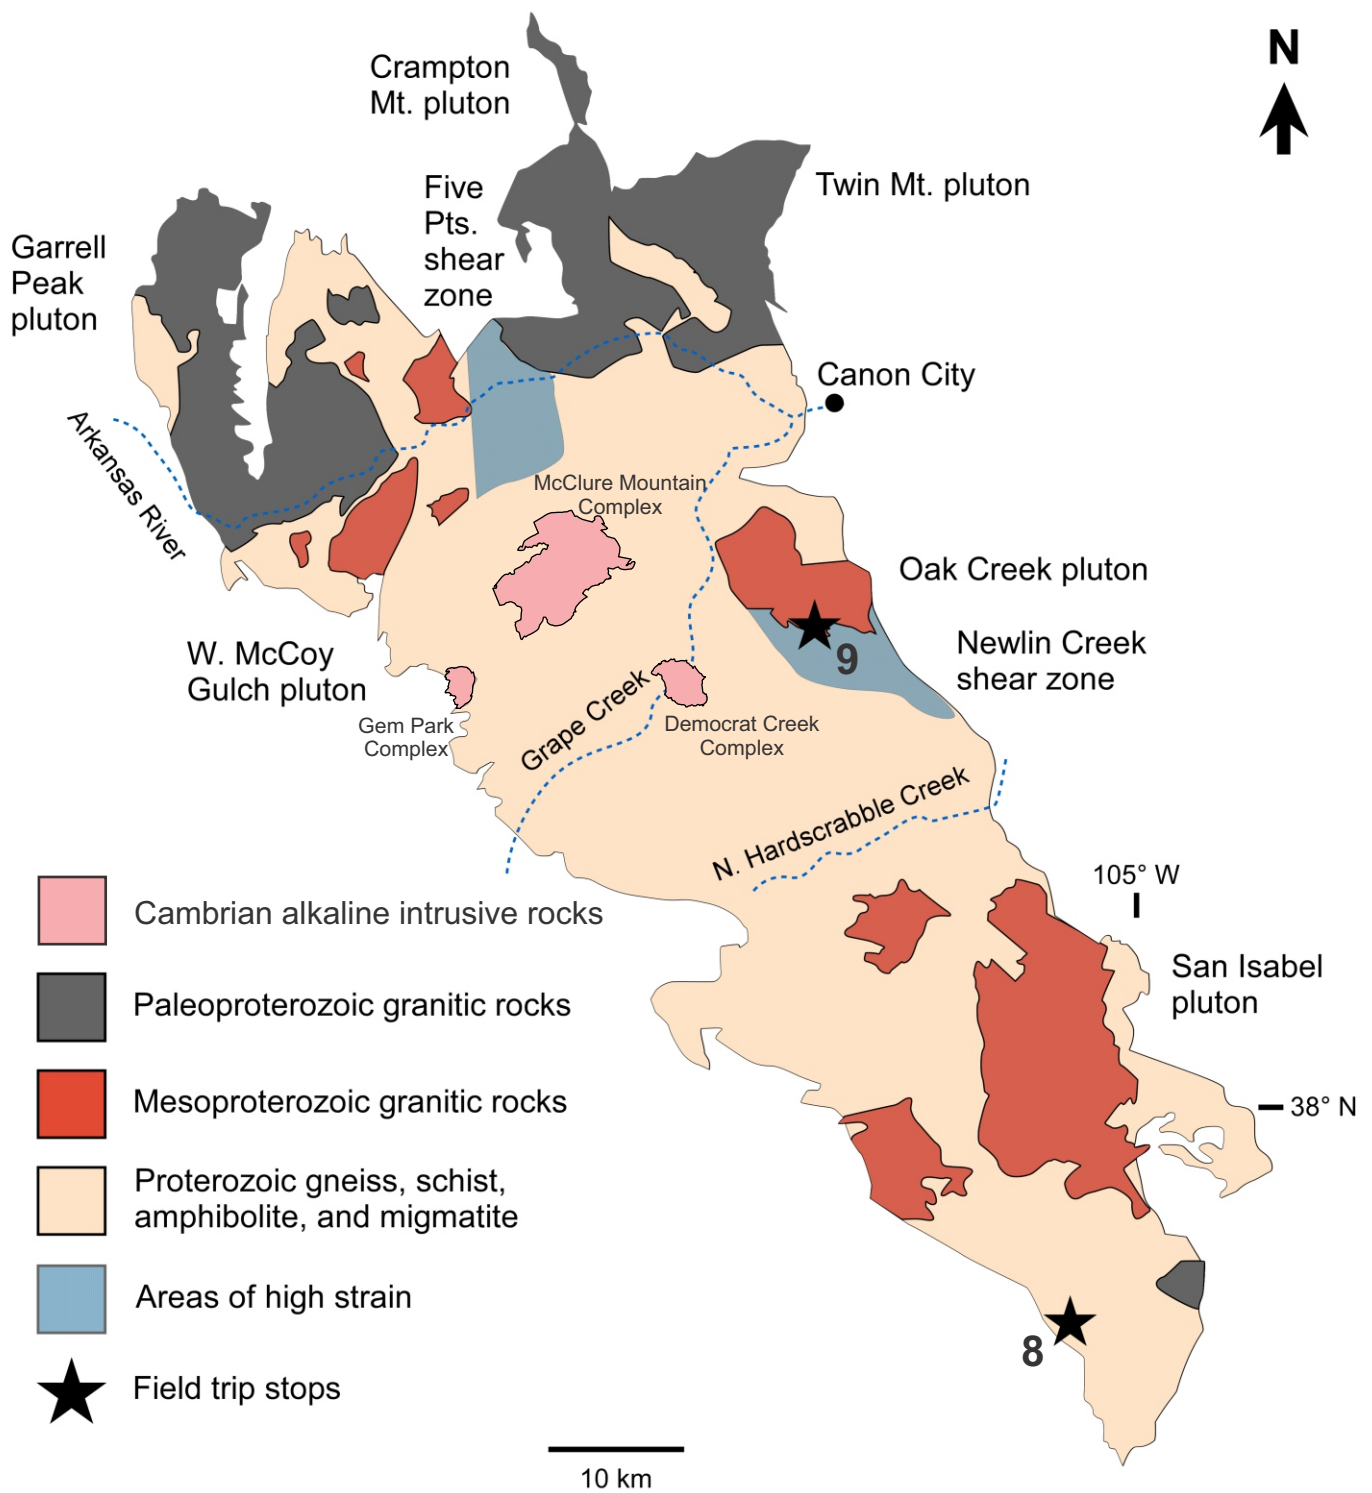 N
Crampton
Mt. pluton
Twin Mt. pluton
Five
Pts.
shear
zone
Garrell
Peak
pluton
Canon City
Arkansas River
McClure Mountain
Complex
Oak Creek pluton
Newlin Creek
shear zone
9
W. McCoy
Gulch pluton
Gem Park
Complex
Grape Creek
Democrat Creek
Complex
N. Hardscrabble Creek
105° W
San Isabel
pluton
38° N
8
Cambrian alkaline intrusive rocks
Paleoproterozoic granitic rocks
Mesoproterozoic granitic rocks
Proterozoic gneiss, schist,
amphibolite, and migmatite
Areas of high strain
Field trip stops
10 km